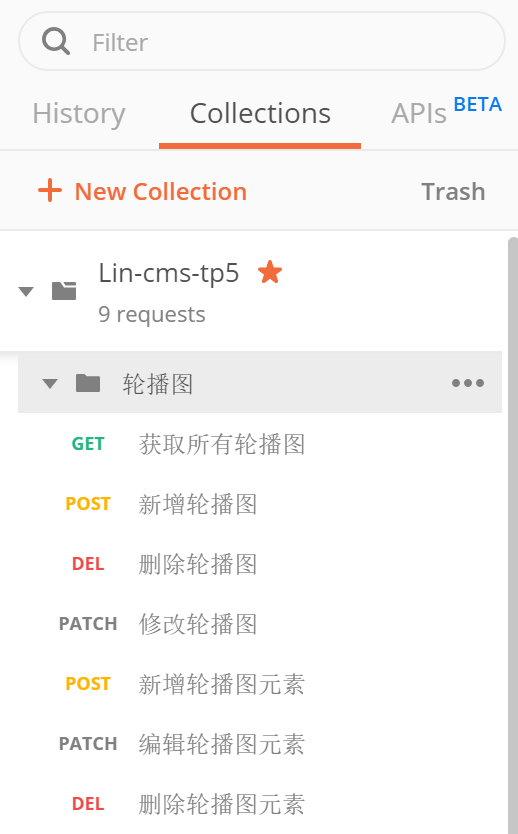 Filter
History Collections APIs BETA
New Collection Trash
Lin-cms-tp5
9 requests
轮播图
GET 获取所有轮播图
POST 新增轮播图
DEL 删除轮播图
PATCH 修改轮播图
POST 新增轮播图元素
PATCH 编辑轮播图元素
DEL 删除轮播图元素